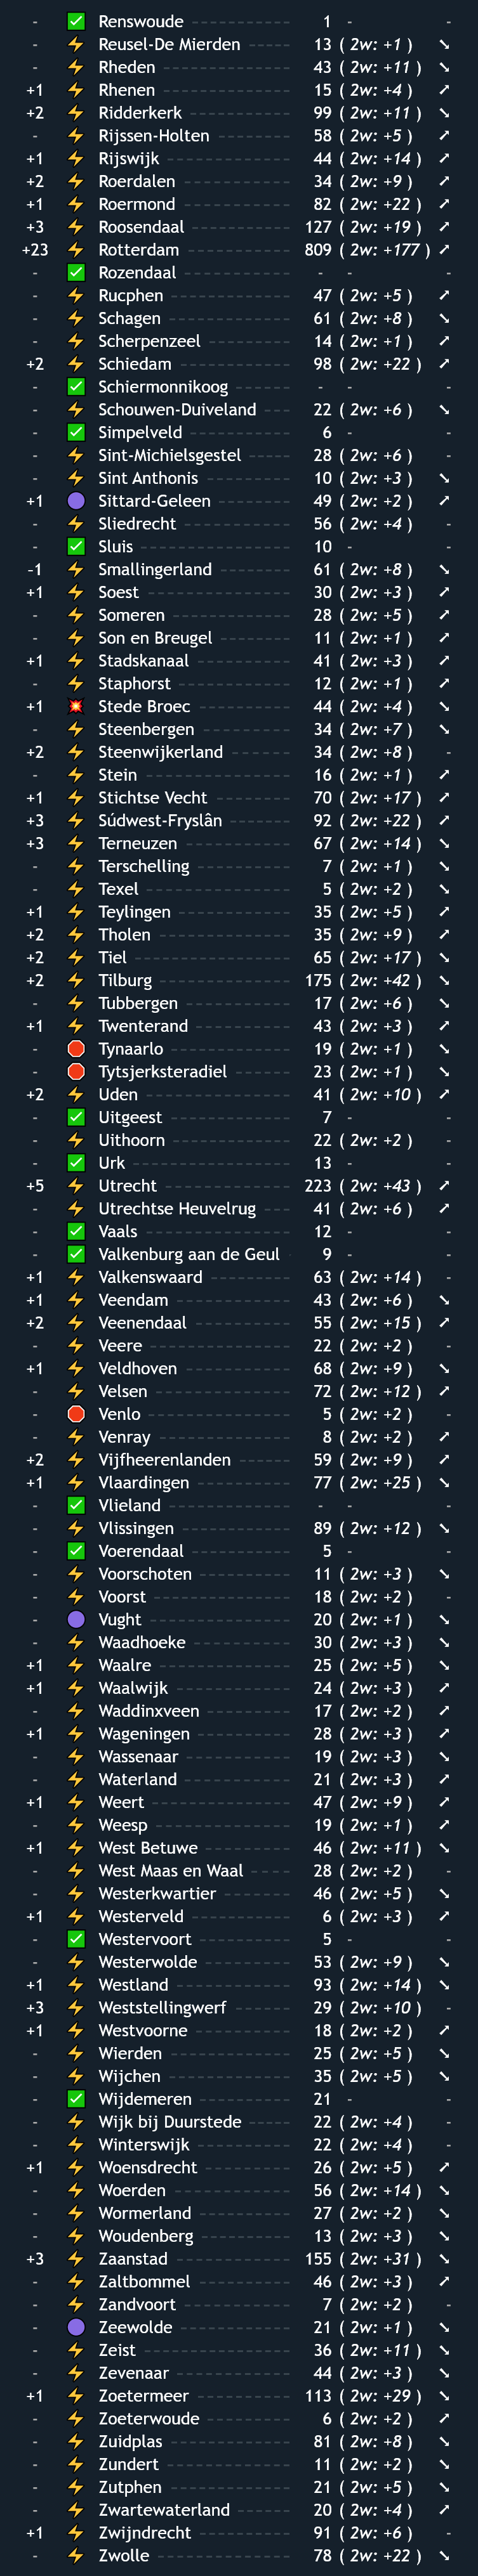 - ✅ Renswoude 1 - -
- ⚡ Reusel-De Mierden 13 ( 2w: +1 ) ➘
- ⚡ Rheden 43 ( 2w: +11 ) ➘
+1 ⚡ Rhenen 15 ( 2w: +4 ) ➚
+2 ⚡ Ridderkerk 99 ( 2w: +11 ) ➘
- ⚡ Rijssen-Holten 58 ( 2w: +5 ) ➚
+1 ⚡ Rijswijk 44 ( 2w: +14 ) ➚
+2 ⚡ Roerdalen 34 ( 2w: +9 ) ➚
+1 ⚡ Roermond 82 ( 2w: +22 ) ➚
+3 ⚡ Roosendaal 127 ( 2w: +19 ) ➚
+23 ⚡ Rotterdam 809 ( 2w: +177 ) ➚
- ✅ Rozendaal - - -
- ⚡ Rucphen 47 ( 2w: +5 ) ➚
- ⚡ Schagen 61 ( 2w: +8 ) ➘
- ⚡ Scherpenzeel 14 ( 2w: +1 ) ➚
+2 ⚡ Schiedam 98 ( 2w: +22 ) ➚
- ✅ Schiermonnikoog - - -
- ⚡ Schouwen-Duiveland 22 ( 2w: +6 ) ➘
- ✅ Simpelveld 6 - -
- ⚡ Sint-Michielsgestel 28 ( 2w: +6 ) -
- ⚡ Sint Anthonis 10 ( 2w: +3 ) ➘
+1 🟣 Sittard-Geleen 49 ( 2w: +2 ) ➚
- ⚡ Sliedrecht 56 ( 2w: +4 ) -
- ✅ Sluis 10 - -
-1 ⚡ Smallingerland 61 ( 2w: +8 ) ➘
+1 ⚡ Soest 30 ( 2w: +3 ) ➚
- ⚡ Someren 28 ( 2w: +5 ) ➚
- ⚡ Son en Breugel 11 ( 2w: +1 ) ➚
+1 ⚡ Stadskanaal 41 ( 2w: +3 ) ➚
- ⚡ Staphorst 12 ( 2w: +1 ) ➚
+1 💥 Stede Broec 44 ( 2w: +4 ) ➘
- ⚡ Steenbergen 34 ( 2w: +7 ) ➘
+2 ⚡ Steenwijkerland 34 ( 2w: +8 ) -
- ⚡ Stein 16 ( 2w: +1 ) ➚
+1 ⚡ Stichtse Vecht 70 ( 2w: +17 ) ➚
+3 ⚡ Súdwest-Fryslân 92 ( 2w: +22 ) ➚
+3 ⚡ Terneuzen 67 ( 2w: +14 ) ➘
- ⚡ Terschelling 7 ( 2w: +1 ) ➘
- ⚡ Texel 5 ( 2w: +2 ) ➘
+1 ⚡ Teylingen 35 ( 2w: +5 ) ➚
+2 ⚡ Tholen 35 ( 2w: +9 ) ➚
+2 ⚡ Tiel 65 ( 2w: +17 ) ➘
+2 ⚡ Tilburg 175 ( 2w: +42 ) ➘
- ⚡ Tubbergen 17 ( 2w: +6 ) ➘
+1 ⚡ Twenterand 43 ( 2w: +3 ) ➚
- 🛑 Tynaarlo 19 ( 2w: +1 ) ➘
- 🛑 Tytsjerksteradiel 23 ( 2w: +1 ) ➘
+2 ⚡ Uden 41 ( 2w: +10 ) ➚
- ✅ Uitgeest 7 - -
- ⚡ Uithoorn 22 ( 2w: +2 ) -
- ✅ Urk 13 - -
+5 ⚡ Utrecht 223 ( 2w: +43 ) ➚
- ⚡ Utrechtse Heuvelrug 41 ( 2w: +6 ) ➚
- ✅ Vaals 12 - -
- ✅ Valkenburg aan de Geul 9 - -
+1 ⚡ Valkenswaard 63 ( 2w: +14 ) -
+1 ⚡ Veendam 43 ( 2w: +6 ) ➘
+2 ⚡ Veenendaal 55 ( 2w: +15 ) ➚
- ⚡ Veere 22 ( 2w: +2 ) -
+1 ⚡ Veldhoven 68 ( 2w: +9 ) ➘
- ⚡ Velsen 72 ( 2w: +12 ) ➚
- 🛑 Venlo 5 ( 2w: +2 ) -
- ⚡ Venray 8 ( 2w: +2 ) ➚
+2 ⚡ Vijfheerenlanden 59 ( 2w: +9 ) ➚
+1 ⚡ Vlaardingen 77 ( 2w: +25 ) ➘
- ✅ Vlieland - - -
- ⚡ Vlissingen 89 ( 2w: +12 ) ➘
- ✅ Voerendaal 5 - -
- ⚡ Voorschoten 11 ( 2w: +3 ) ➘
- ⚡ Voorst 18 ( 2w: +2 ) -
- 🟣 Vught 20 ( 2w: +1 ) ➘
- ⚡ Waadhoeke 30 ( 2w: +3 ) ➘
+1 ⚡ Waalre 25 ( 2w: +5 ) ➘
+1 ⚡ Waalwijk 24 ( 2w: +3 ) ➚
- ⚡ Waddinxveen 17 ( 2w: +2 ) ➚
+1 ⚡ Wageningen 28 ( 2w: +3 ) ➚
- ⚡ Wassenaar 19 ( 2w: +3 ) ➘
- ⚡ Waterland 21 ( 2w: +3 ) ➚
+1 ⚡ Weert 47 ( 2w: +9 ) ➚
- ⚡ Weesp 19 ( 2w: +1 ) ➚
+1 ⚡ West Betuwe 46 ( 2w: +11 ) ➘
- ⚡ West Maas en Waal 28 ( 2w: +2 ) -
- ⚡ Westerkwartier 46 ( 2w: +5 ) ➘
+1 ⚡ Westerveld 6 ( 2w: +3 ) ➚
- ✅ Westervoort 5 - -
- ⚡ Westerwolde 53 ( 2w: +9 ) ➘
+1 ⚡ Westland 93 ( 2w: +14 ) ➘
+3 ⚡ Weststellingwerf 29 ( 2w: +10 ) -
+1 ⚡ Westvoorne 18 ( 2w: +2 ) ➚
- ⚡ Wierden 25 ( 2w: +5 ) ➘
- ⚡ Wijchen 35 ( 2w: +5 ) ➘
- ✅ Wijdemeren 21 - -
- ⚡ Wijk bij Duurstede 22 ( 2w: +4 ) -
- ⚡ Winterswijk 22 ( 2w: +4 ) -
+1 ⚡ Woensdrecht 26 ( 2w: +5 ) ➚
- ⚡ Woerden 56 ( 2w: +14 ) ➘
- ⚡ Wormerland 27 ( 2w: +2 ) ➘
- ⚡ Woudenberg 13 ( 2w: +3 ) ➘
+3 ⚡ Zaanstad 155 ( 2w: +31 ) ➘
- ⚡ Zaltbommel 46 ( 2w: +3 ) ➚
- ⚡ Zandvoort 7 ( 2w: +2 ) -
- 🟣 Zeewolde 21 ( 2w: +1 ) ➘
- ⚡ Zeist 36 ( 2w: +11 ) ➘
- ⚡ Zevenaar 44 ( 2w: +3 ) ➘
+1 ⚡ Zoetermeer 113 ( 2w: +29 ) ➘
- ⚡ Zoeterwoude 6 ( 2w: +2 ) ➚
- ⚡ Zuidplas 81 ( 2w: +8 ) ➘
- ⚡ Zundert 11 ( 2w: +2 ) ➘
- ⚡ Zutphen 21 ( 2w: +5 ) ➘
- ⚡ Zwartewaterland 20 ( 2w: +4 ) ➚
+1 ⚡ Zwijndrecht 91 ( 2w: +6 ) -
- ⚡ Zwolle 78 ( 2w: +22 ) ➘